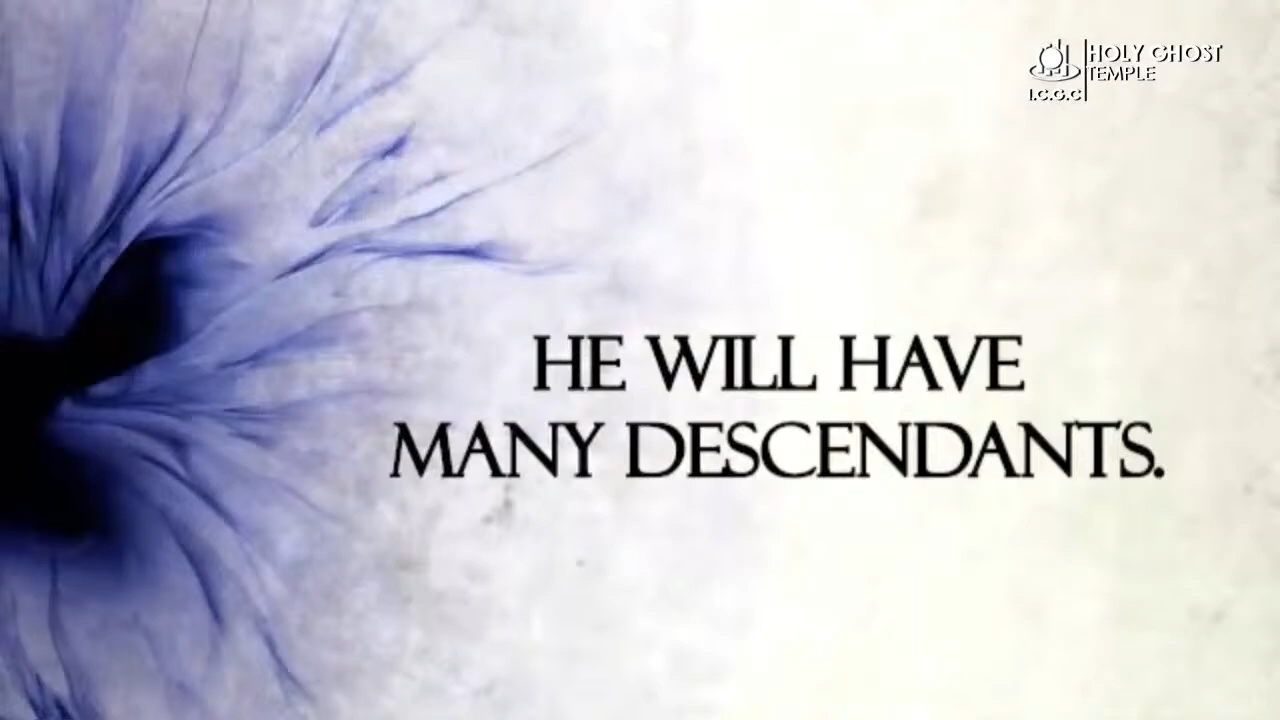 HOLY GHOST
TEMPLE
I.C.G.C
HE WILL HAVE
MANY DESCENDANTS.